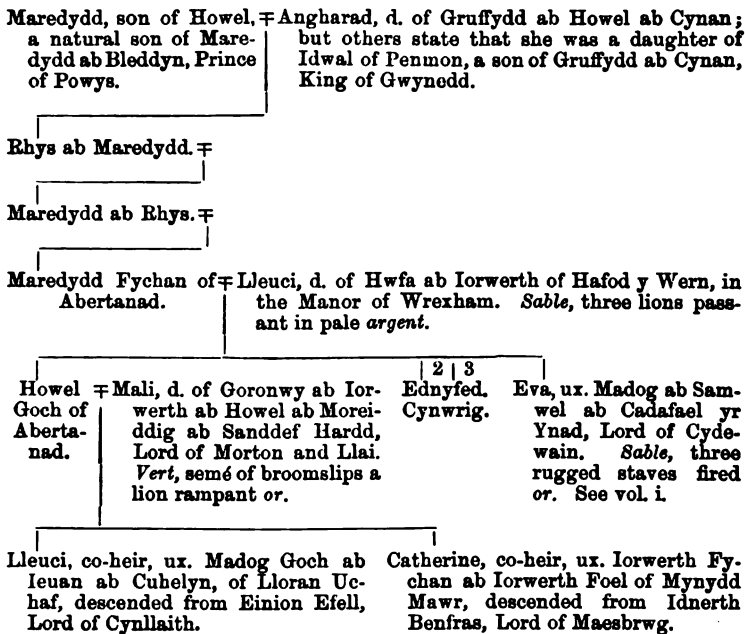 Maredydd, son of Howel,
a natural son of Mare-
dydd ab Bleddyn, Prince
of Powys.
Angharad, d. of Gruffydd ab Howel ab Cynan;
but others state that she was a daughter of
Idwal of Penmon, a son of Gruffydd ab Cynan,
King of Gwynedd.
Rhys ab Maredydd.
Maredydd ab Rhys.
Maredydd Fychan of
Abertanad.
Lleuci, d. of Hwfa ab Iorwerth of Hafod y Wern, in
the Manor of Wrexham. Sable, three lions pass-
ant in pale argent.
Howel
Goch of
Aberta-
nad.
Mali, d. of Goronwy ab Ior-
werth ab Howel ab Morei-
ddig ab Sanddef Hardd,
Lord of Morton and Llai.
Vert, semé of broomslips a
lion rampant or.
2 3
Ednyfed.
Cynwrig.
Eva, ux. Madog ab Sam-
wel ab Cadafael yr
Ynad, Lord of Cyde-
wain. Sable, three
rugged staves fired
or. See vol. i.
Lleuci, co-heir, ux. Madog Goch ab
Ieuan ab Cuhelyn, of Lloran Uc-
haf, descended from Einion Efell,
Lord of Cynllaith.
Catherine, co-heir, ux. Iorwerth Fy-
chan ab Iorwerth Foel of Mynydd
Mawr, descended from Idnerth
Benfras, Lord of Maesbrwg.